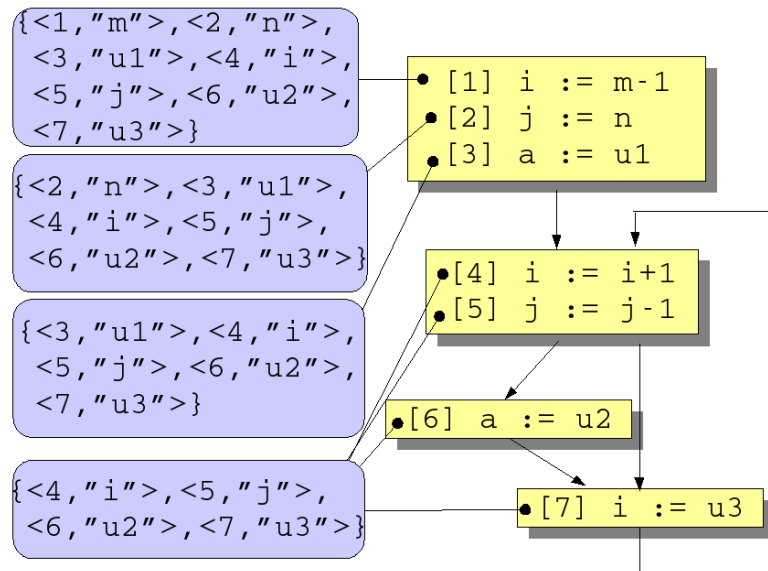 {<1,"m">,<2,"n">,
<3,"u1">,<4,"i">,
<5,"j">,<6,"u2">,
<7,"u3">}
{<2,"n">,<3,"u1">,
<4,"i">,<5,"j">,
<6,"u2">,<7,"u3">}
{<3,"u1">,<4,"i">,
<5,"j">,<6,"u2">,
<7,"u3">}
{<4,"i">,<5,"j">,
<6,"u2">,<7,"u3">}
[1] i := m-1
[2] j := n
[3] a := u1
[4] i := i+1
[5] j := j-1
[6] a := u2
[7] i := u3